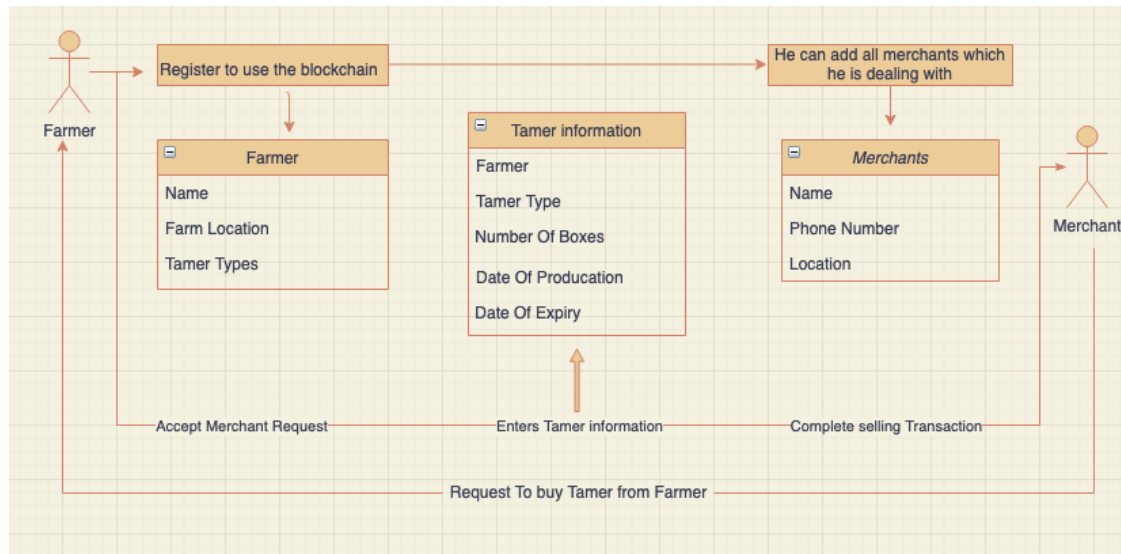 Farmer
Register to use the blockchain
He can add all merchants which
he is dealing with
Farmer
Name
Farm Location
Tamer Types
Tamer information
Farmer
Tamer Type
Number Of Boxes
Date Of Producation
Date Of Expiry
Merchants
Name
Phone Number
Location
Merchant
Accept Merchant Request
Enters Tamer information
Complete selling Transaction
Request To buy Tamer from Farmer